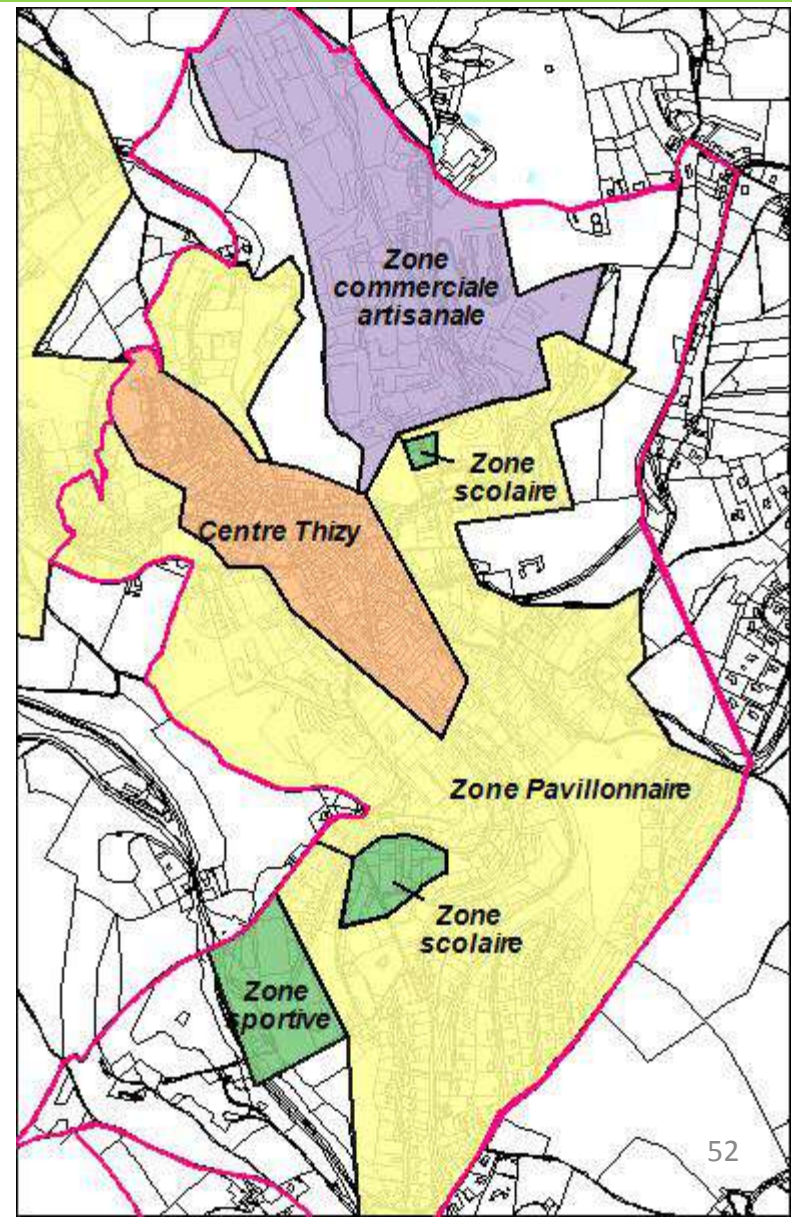 Zone
commerciale
artisanale
Zone
scolaire
Centre Thizy
Zone Pavillonnaire
Zone
scolaire
Zone
sportive
52